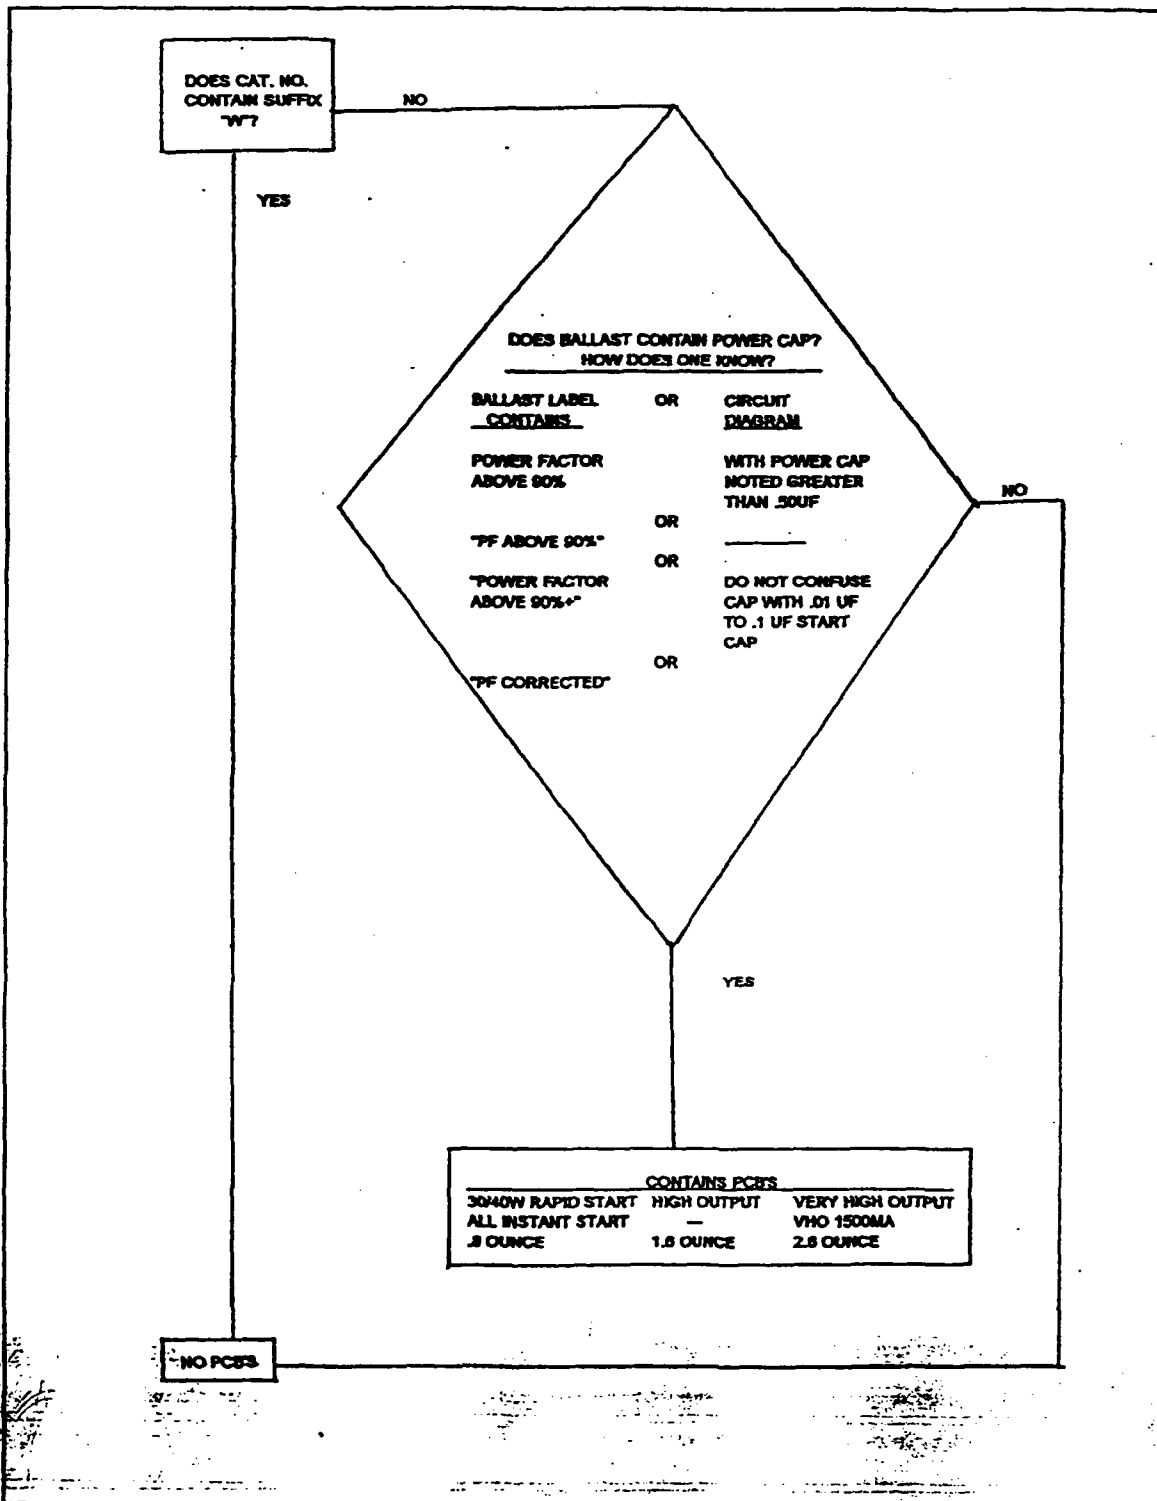 DOES CAT. NO.
CONTAIN SUFFIX
"W"?
NO
YES
DOES BALLAST CONTAIN POWER CAP?
HOW DOES ONE KNOW?
BALLAST LABEL OR CIRCUIT
CONTAINS DIAGRAM
POWER FACTOR WITH POWER CAP
ABOVE 90% NOTED GREATER
THAN .50UF
NO
OR
"PF ABOVE 90%"
OR
"POWER FACTOR DO NOT CONFUSE
ABOVE 90%+" CAP WITH .01 UF
TO .1 UF START
CAP
OR
"PF CORRECTED"
YES
CONTAINS PCB'S
30/40W RAPID START HIGH OUTPUT VERY HIGH OUTPUT
ALL INSTANT START — VHO 1500MA
OUNCE 1.6 OUNCE 2.6 OUNCE
NO PCB'S